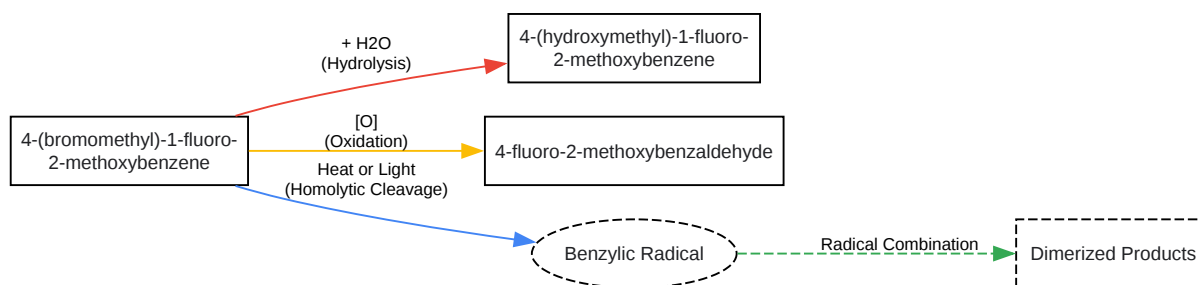 4-(hydroxymethyl)-1-fluoro-
2-methoxybenzene
+ H2O
(Hydrolysis)
4-(bromomethyl)-1-fluoro-
2-methoxybenzene
[O]
(Oxidation)
4-fluoro-2-methoxybenzaldehyde
Heat or Light
(Homolytic Cleavage)
Benzylic Radical
Radical Combination
Dimerized Products